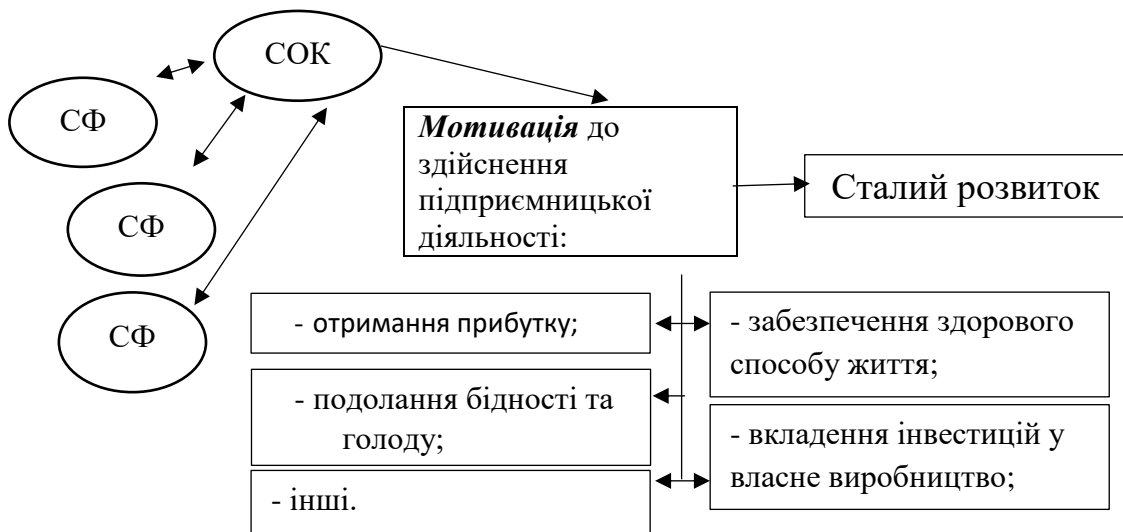 СОК
СФ
СФ
СФ
Мотивація до
здійснення
підприємницької
діяльності:
Сталий розвиток
- отримання прибутку;
- забезпечення здорового
способу життя;
- подолання бідності та
голоду;
- вкладення інвестицій у
власне виробництво;
- інші.